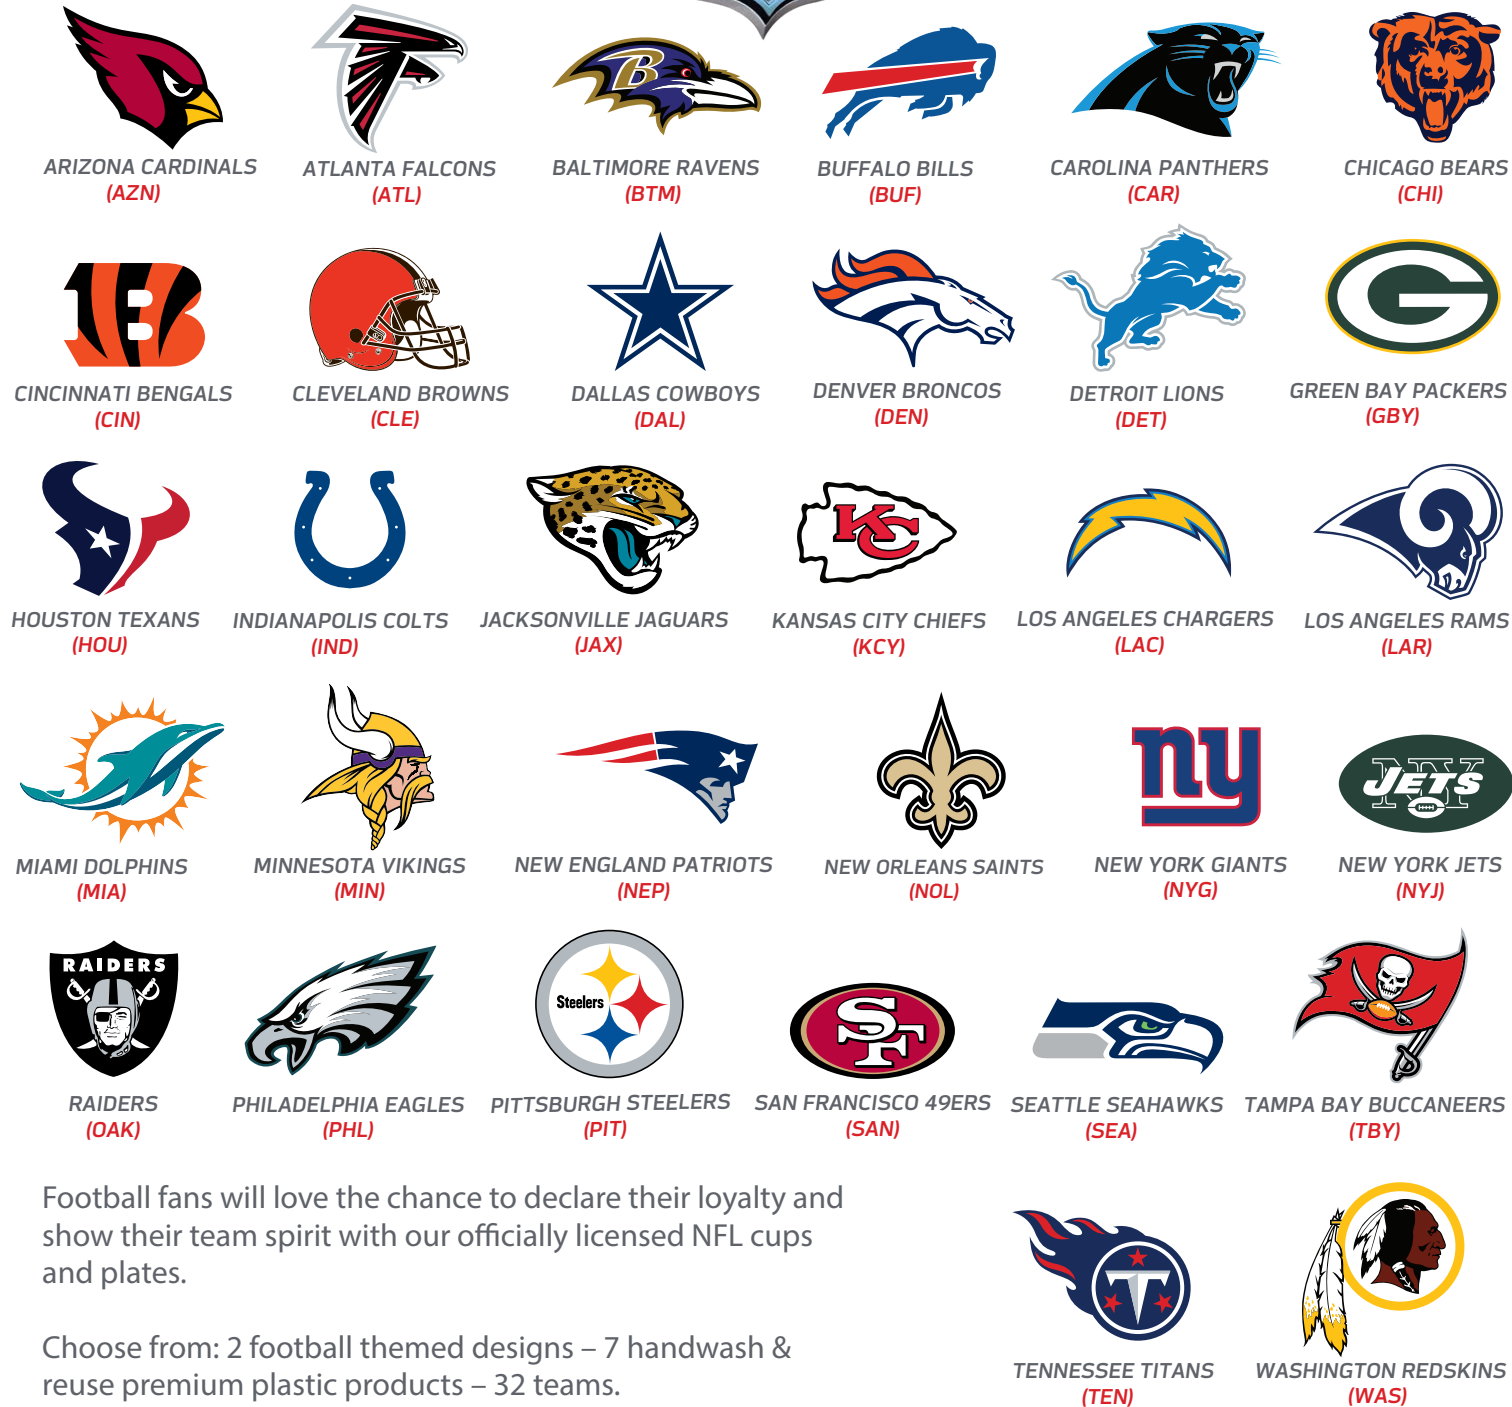 B
ARIZONA CARDINALS ATLANTA FALCONS BALTIMORE RAVENS BUFFALO BILLS CAROLINA PANTHERS CHICAGO BEARS
(AZN) (ATL) (BTM) (BUF) (CAR) (CHI)
B G
CINCINNATI BENGALS CLEVELAND BROWNS DALLAS COWBOYS DENVER BRONCOS DETROIT LIONS GREEN BAY PACKERS
(CIN) (CLE) (DAL) (DEN) (DET) (GBY)
KC
HOUSTON TEXANS INDIANAPOLIS COLTS JACKSONVILLE JAGUARS KANSAS CITY CHIEFS LOS ANGELES CHARGERS LOS ANGELES RAMS
(HOU) (IND) (JAX) (KCY) (LAC) (LAR)
ny NY JETS
MIAMI DOLPHINS MINNESOTA VIKINGS NEW ENGLAND PATRIOTS NEW ORLEANS SAINTS NEW YORK GIANTS NEW YORK JETS
(MIA) (MIN) (NEP) (NOL) (NYG) (NYJ)
RAIDERS Steelers SF
RAIDERS PHILADELPHIA EAGLES PITTSBURGH STEELERS SAN FRANCISCO 49ERS SEATTLE SEAHAWKS TAMPA BAY BUCCANEERS
(OAK) (PHL) (PIT) (SAN) (SEA) (TBY)
Football fans will love the chance to declare their loyalty and
show their team spirit with our officially licensed NFL cups
and plates.
Choose from: 2 football themed designs – 7 handwash &
reuse premium plastic products – 32 teams.
T
TENNESSEE TITANS WASHINGTON REDSKINS
(TEN) (WAS)